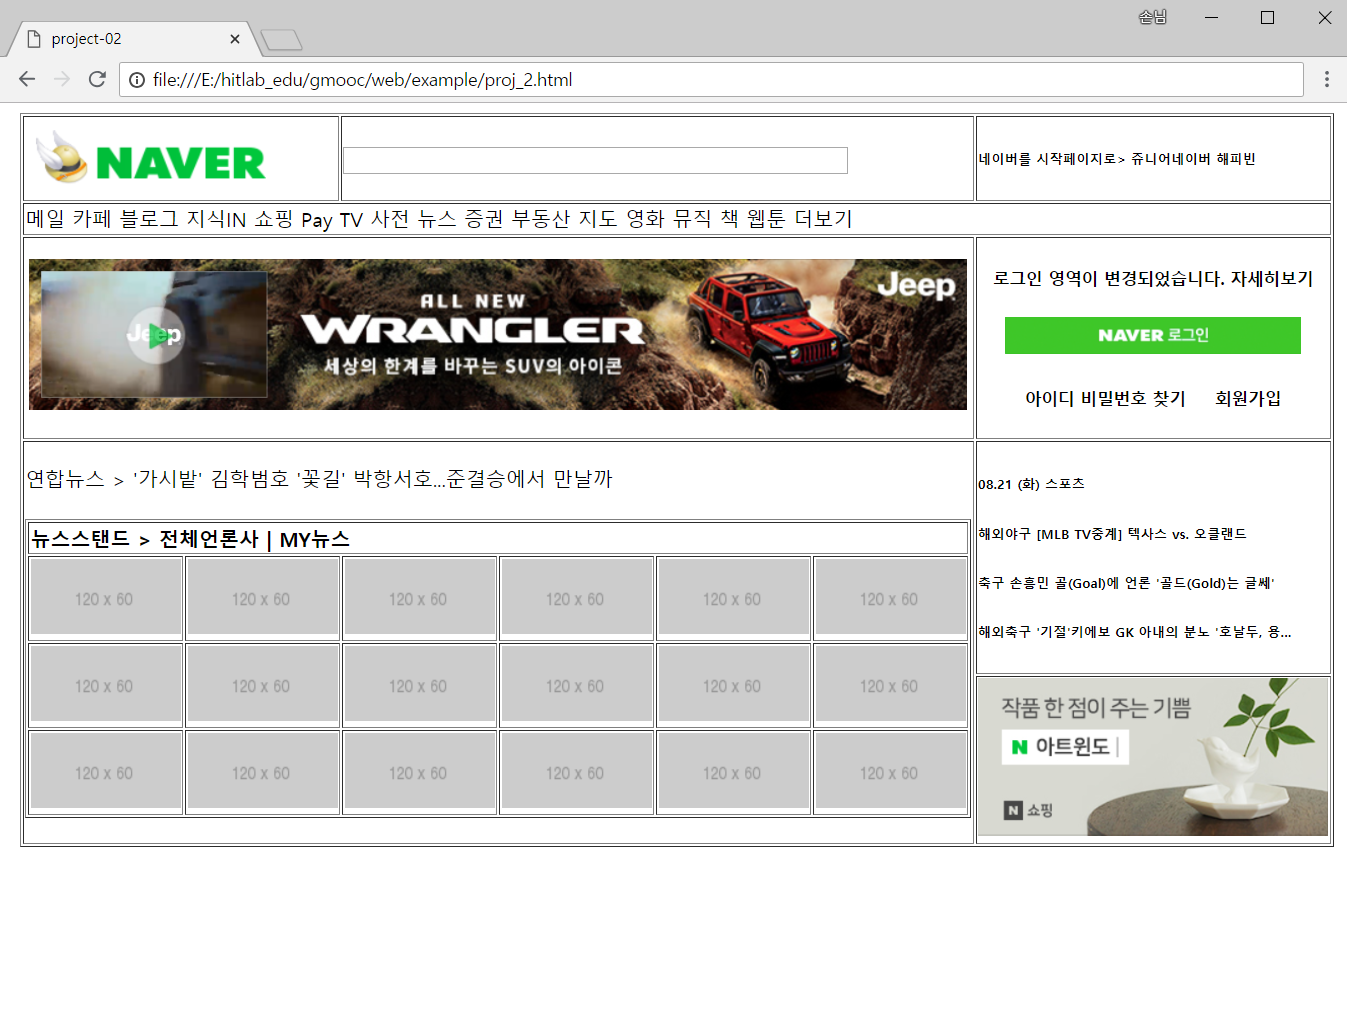 손님
project-02
file:///E:/hitlab_edu/gmooc/web/example/proj_2.html
NAVER
네이버를 시작페이지로> 쥬니어네이버 해피빈
메일 카페 블로그 지식IN 쇼핑 Pay TV 사전 뉴스 증권 부동산 지도 영화 뮤직 책 웹툰 더보기
Jeep
ALL NEW
WRANGLER
세상의 한계를 바꾸는 SUV의 아이콘
Jeep
로그인 영역이 변경되었습니다. 자세히보기
NAVER 로그인
아이디 비밀번호 찾기 회원가입
연합뉴스 > '가시밭' 김학범호 '꽃길' 박항서호...준결승에서 만날까
뉴스스탠드 > 전체언론사 | MY뉴스
120 x 60 120 x 60 120 x 60 120 x 60 120 x 60 120 x 60
120 x 60 120 x 60 120 x 60 120 x 60 120 x 60 120 x 60
120 x 60 120 x 60 120 x 60 120 x 60 120 x 60 120 x 60
08.21 (화) 스포츠
해외야구 [MLB TV중계] 텍사스 vs. 오클랜드
축구 손흥민 골(Goal)에 언론 '골드(Gold)는 글쎄'
해외축구 '기절'키에보 GK 아내의 분노 '호날두, 용...
작품 한 점이 주는 기쁨
N 아트윈도 |
N 쇼핑